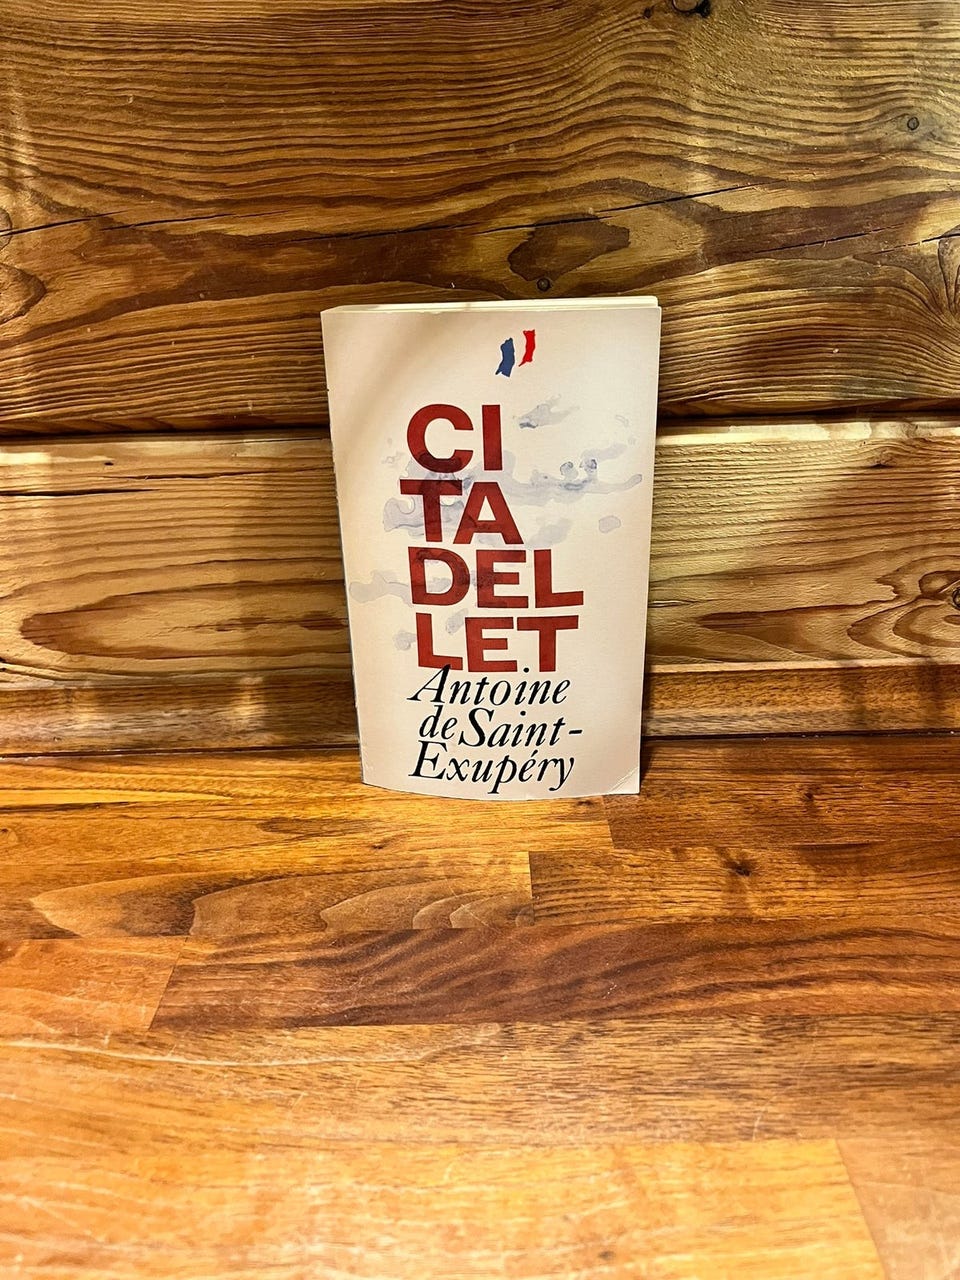 CI
TA
DEL
LET
Antoine
de Saint-
Exupéry